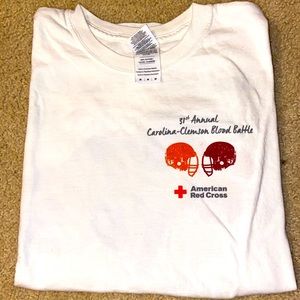 31st Annual
Carolina-Clemson Blood Battle
American
Red Cross